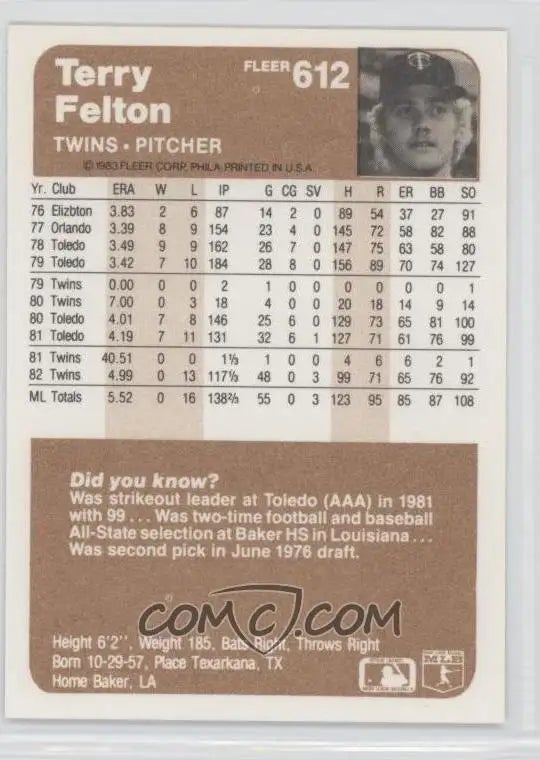 Terry
Felton
FLEER 612
TWINS • PITCHER
© 1983 FLEER CORP. PHILA. PRINTED IN U.S.A.
Yr. Club ERA W L IP G CG SV H R ER BB SO
76 Elizbton 3.83 2 6 87 14 2 0 89 54 37 27 91
77 Orlando 3.39 8 9 154 23 4 0 145 72 58 82 88
78 Toledo 3.49 9 9 162 26 7 0 147 75 63 58 80
79 Toledo 3.42 7 10 184 28 8 0 156 89 70 74 127
79 Twins 0.00 0 0 2 1 0 0 0 0 0 0 1
80 Twins 7.00 0 3 18 4 0 0 20 18 14 9 14
80 Toledo 4.01 7 8 146 25 6 0 129 73 65 81 100
81 Toledo 4.19 7 11 131 32 6 1 127 71 61 76 99
81 Twins 40.51 0 0 1⅓ 1 0 0 4 6 6 2 1
82 Twins 4.99 0 13 117⅓ 48 0 3 99 71 65 76 92
ML Totals 5.52 0 16 138⅔ 55 0 3 123 95 85 87 108
Did you know?
Was strikeout leader at Toledo (AAA) in 1981
with 99 ... Was two-time football and baseball
All-State selection at Baker HS in Louisiana ...
Was second pick in June 1976 draft.
COMC.COM
Height 6'2", Weight 185, Bats Right, Throws Right
Born 10-29-57, Place Texarkana, TX
Home Baker, LA
MLB